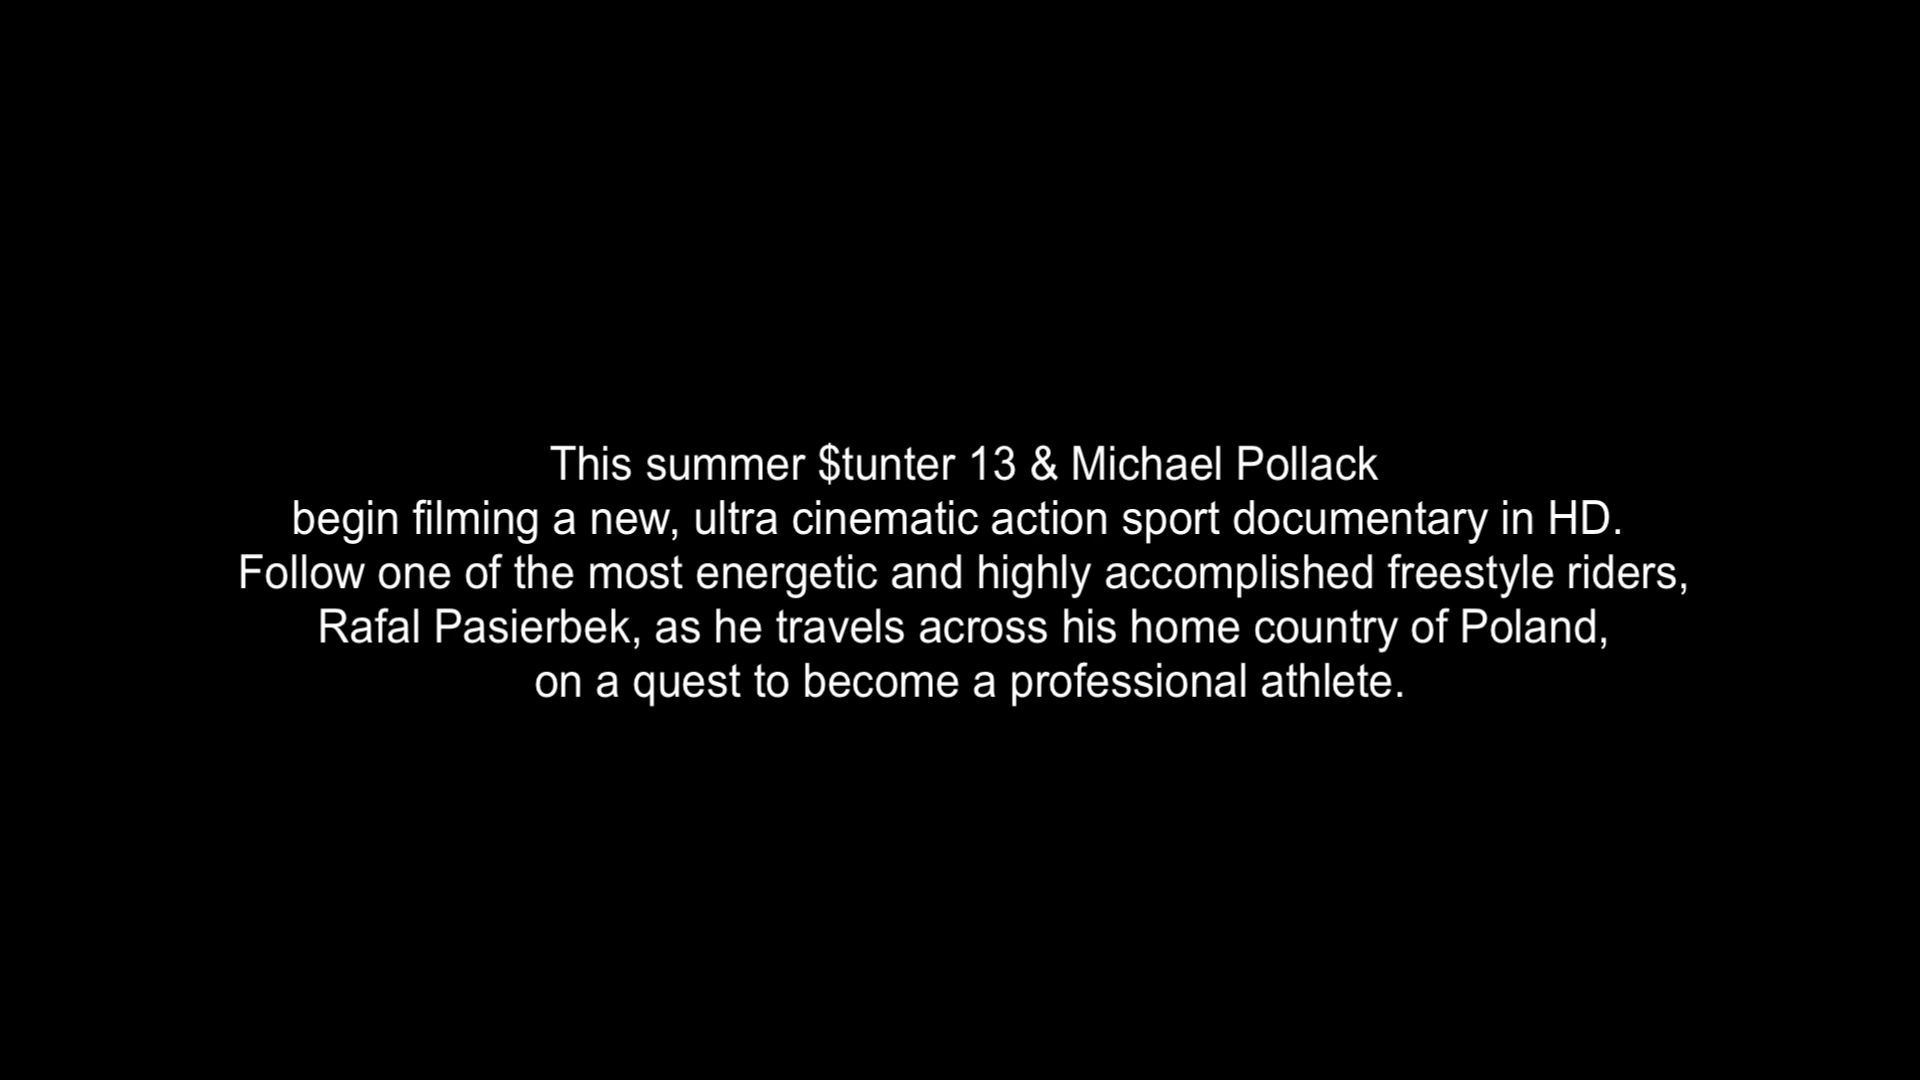 This summer $tunter 13 & Michael Pollack
begin filming a new, ultra cinematic action sport documentary in HD.
Follow one of the most energetic and highly accomplished freestyle riders,
Rafal Pasierbek, as he travels across his home country of Poland,
on a quest to become a professional athlete.